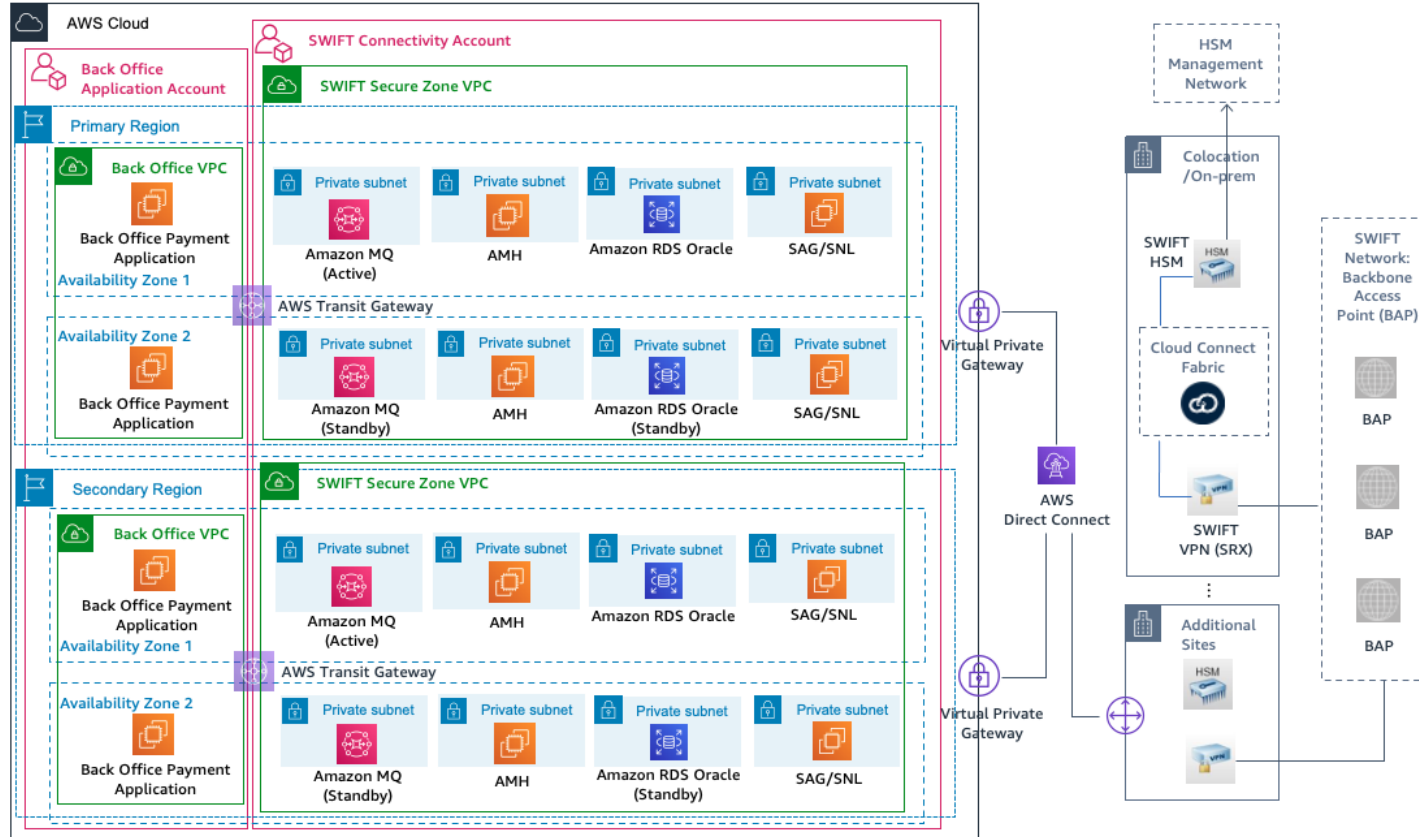 AWS Cloud
SWIFT Connectivity Account
Back Office
Application Account
SWIFT Secure Zone VPC
Primary Region
Back Office VPC
Back Office Payment
Application
Availability Zone 1
Private subnet
Amazon MQ
(Active)
Private subnet
AMH
Private subnet
Amazon RDS Oracle
Private subnet
SAG/SNL
AWS Transit Gateway
Availability Zone 2
Back Office Payment
Application
Private subnet
Amazon MQ
(Standby)
Private subnet
AMH
Private subnet
Amazon RDS Oracle
(Standby)
Private subnet
SAG/SNL
Secondary Region
SWIFT Secure Zone VPC
Back Office VPC
Back Office Payment
Application
Availability Zone 1
Private subnet
Amazon MQ
(Active)
Private subnet
AMH
Private subnet
Amazon RDS Oracle
Private subnet
SAG/SNL
AWS Transit Gateway
Availability Zone 2
Back Office Payment
Application
Private subnet
Amazon MQ
(Standby)
Private subnet
AMH
Private subnet
Amazon RDS Oracle
(Standby)
Private subnet
SAG/SNL
Virtual Private
Gateway
AWS
Direct Connect
Virtual Private
Gateway
HSM
Management
Network
Colocation
/On-prem
SWIFT
HSM
HSM
Cloud Connect
Fabric
VPN
SWIFT
VPN (SRX)
Additional
Sites
HSM
VPN
SWIFT
Network:
Backbone
Access
Point (BAP)
BAP
BAP
BAP